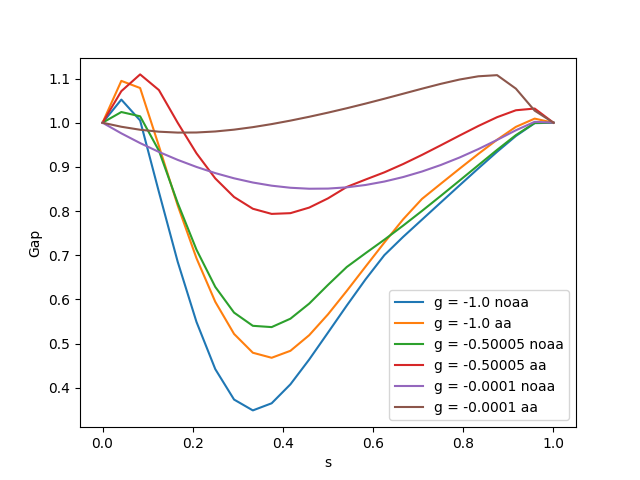 1.1
1.0
0.9
0.8
0.7
0.6
0.5
0.4
Gap
0.0
0.2
0.4
0.6
0.8
1.0
s
g = -1.0 noaa
g = -1.0 aa
g = -0.50005 noaa
g = -0.50005 aa
g = -0.0001 noaa
g = -0.0001 aa